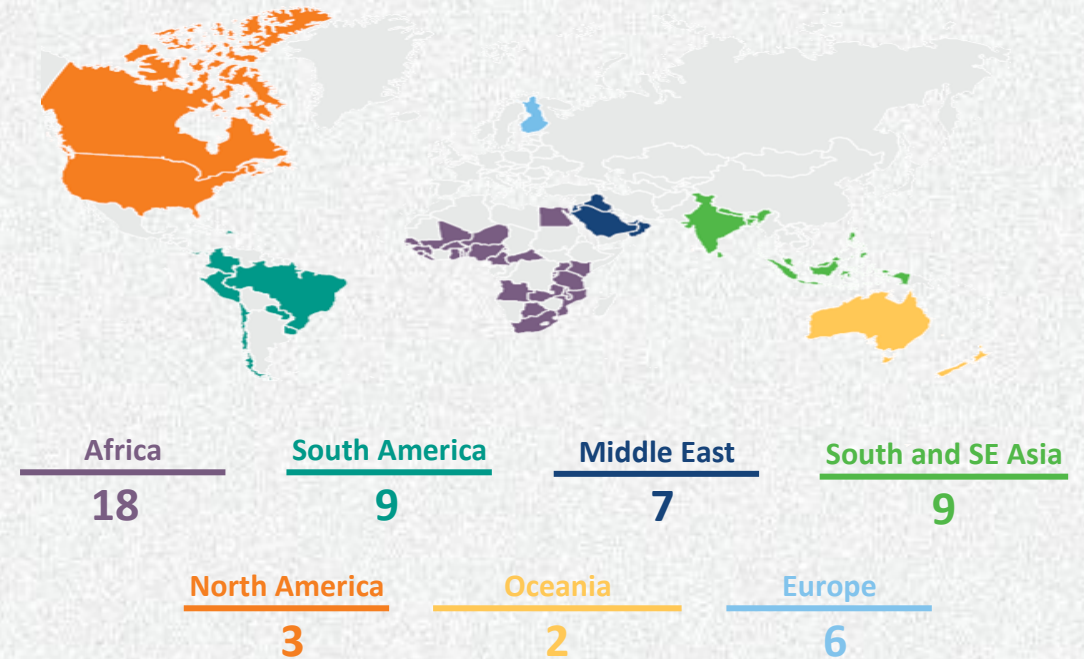 Africa
18
South America
9
Middle East
7
South and SE Asia
9
North America
3
Oceania
2
Europe
6